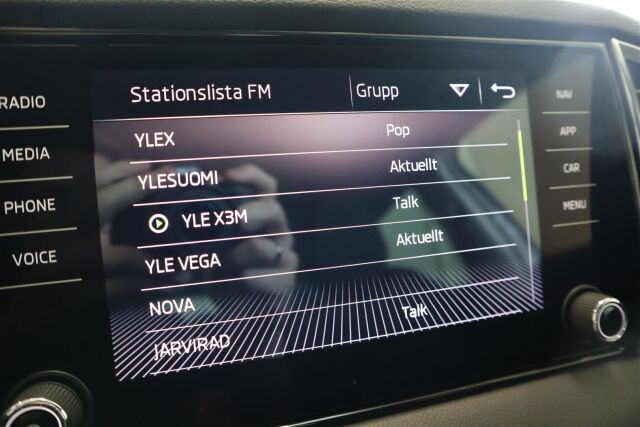 RADIO
MEDIA
PHONE
VOICE
Stationslista FM Grupp
YLEX Pop
YLESUOMI Aktuellt
YLE X3M Talk
YLE VEGA Aktuellt
NOVA
JARVIRAD Talk
NAV
APP
CAR
MENU